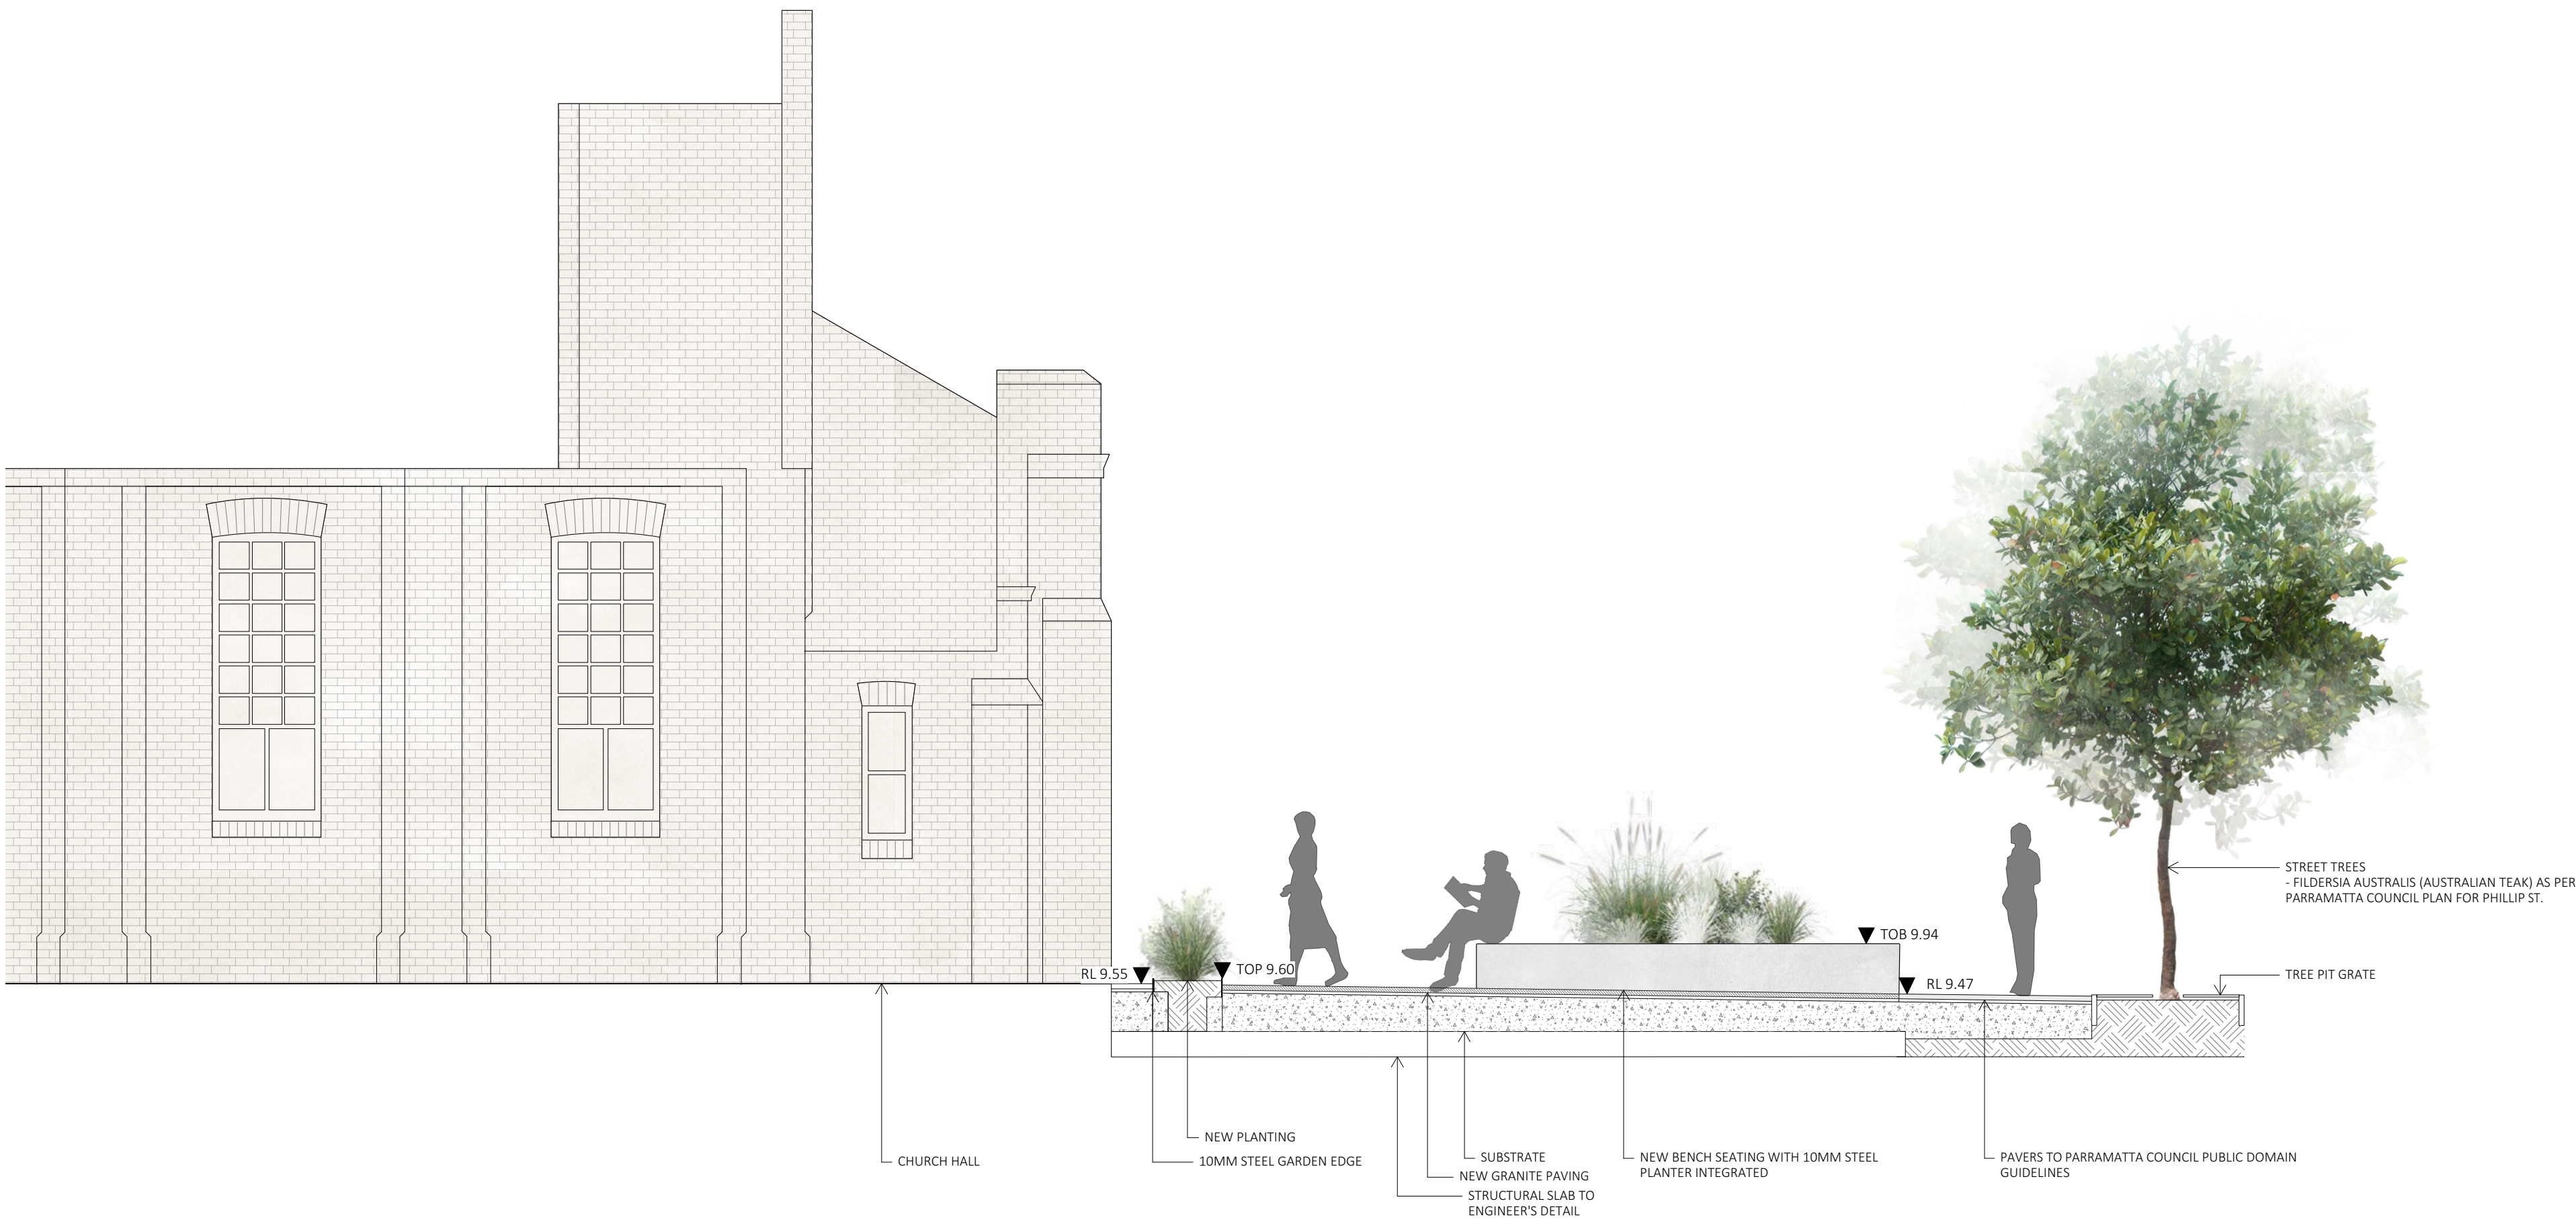 STREET TREES
- FILDERSIA AUSTRALIS (AUSTRALIAN TEAK) AS PER
PARRAMATTA COUNCIL PLAN FOR PHILLIP ST.
TOB 9.94
RL 9.55
TOP 9.60
TREE PIT GRATE
RL 9.47
NEW PLANTING
CHURCH HALL
10MM STEEL GARDEN EDGE
SUBSTRATE
NEW GRANITE PAVING
STRUCTURAL SLAB TO
ENGINEER'S DETAIL
NEW BENCH SEATING WITH 10MM STEEL
PLANTER INTEGRATED
PAVERS TO PARRAMATTA COUNCIL PUBLIC DOMAIN
GUIDELINES